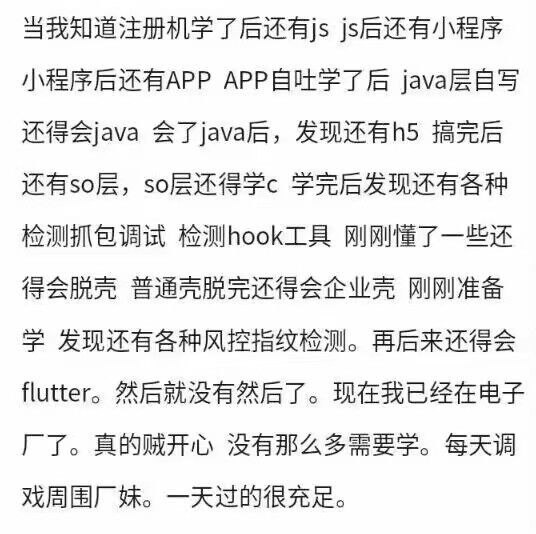 当我知道注册机学了后还有js js后还有小程序
小程序后还有APP APP自吐学了后 java层自写
还得会java 会了java后，发现还有h5 搞完后
还有so层，so层还得学c 学完后发现还有各种
检测抓包调试 检测hook工具 刚刚懂了一些还
得会脱壳 普通壳脱完还得会企业壳 刚刚准备
学 发现还有各种风控指纹检测。再后来还得会
flutter。然后就没有然后了。现在我已经在电子
厂了。真的贼开心 没有那么多需要学。每天调
戏周围厂妹。一天过的很充足。